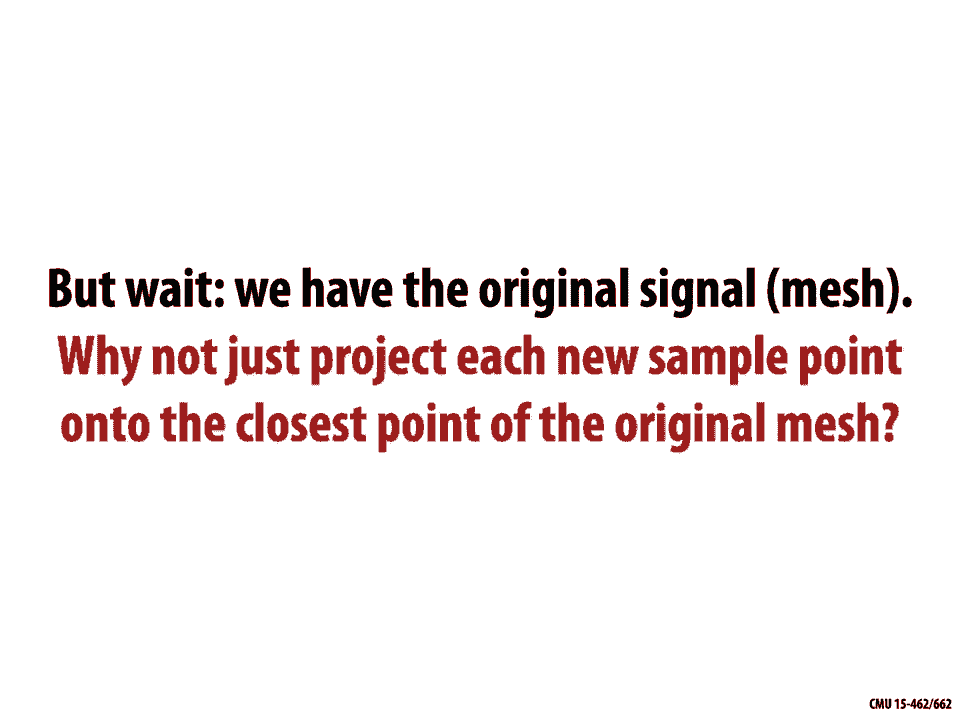 But wait: we have the original signal (mesh).
Why not just project each new sample point
onto the closest point of the original mesh?
CMU 15-462/662